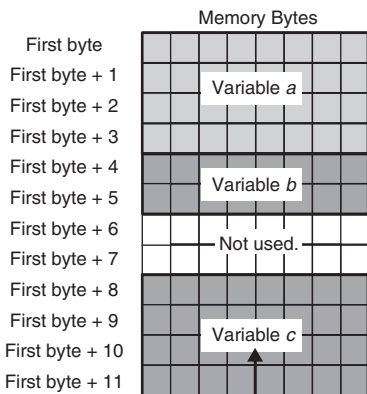 Memory Bytes
First byte
First byte + 1
First byte + 2
First byte + 3
First byte + 4
First byte + 5
First byte + 6
First byte + 7
First byte + 8
First byte + 9
First byte + 10
First byte + 11
Variable a
Variable b
Not used.
Variable c